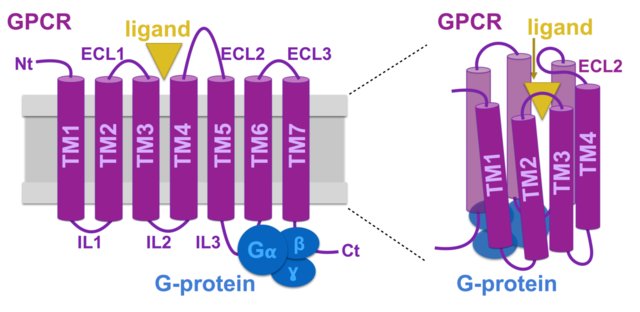 GPCR
ligand
Nt
ECL1
ECL2
ECL3
TM1
TM2
TM3
TM4
TM5
TM6
TM7
IL1
IL2
IL3
Gα
β
γ
Ct
G-protein
GPCR
ligand
ECL2
TM1
TM2
TM3
TM4
G-protein